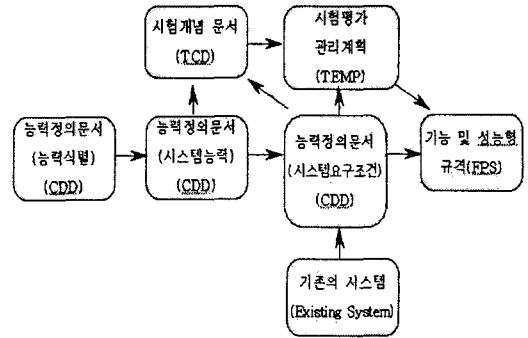 시험개념 문서
(TCD)
시험평가
관리계획
(TEMP)
능력정의문서
(능력식별)
(CDD)
능력정의문서
(시스템능력)
(CDD)
능력정의문서
(시스템요구조건)
(CDD)
기능 및 성능형
규격(FPS)
기존의 시스템
(Existing System)